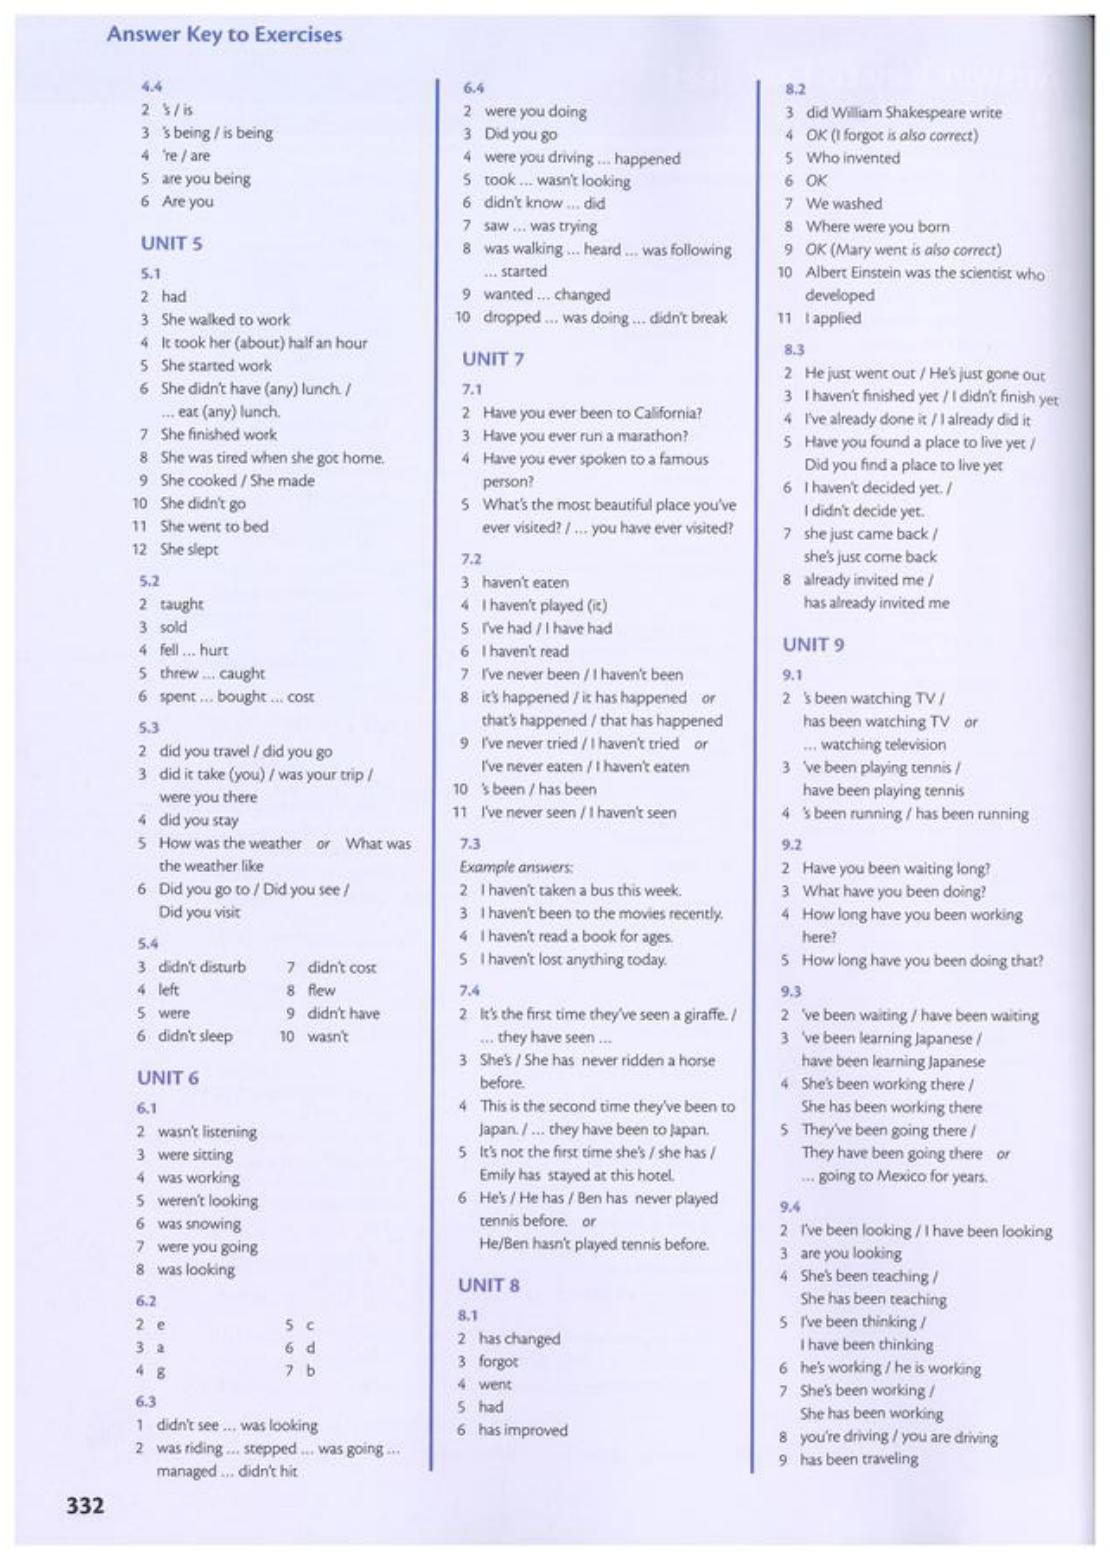 Answer Key to Exercises
4.4
2 's / is
3 's being / is being
4 're / are
5 are you being
6 Are you
UNIT 5
5.1
2 had
3 She walked to work
4 It took her (about) half an hour
5 She started work
6 She didn't have (any) lunch. /
... eat (any) lunch.
7 She finished work
8 She was tired when she got home.
9 She cooked / She made
10 She didn't go
11 She went to bed
12 She slept
5.2
2 taught
3 sold
4 fell ... hurt
5 threw ... caught
6 spent ... bought ... cost
5.3
2 did you travel / did you go
3 did it take (you) / was your trip /
were you there
4 did you stay
5 How was the weather or What was
the weather like
6 Did you go to / Did you see /
Did you visit
5.4
3 didn't disturb 7 didn't cost
4 left 8 flew
5 were 9 didn't have
6 didn't sleep 10 wasn't
UNIT 6
6.1
2 wasn't listening
3 were sitting
4 was working
5 weren't looking
6 was snowing
7 were you going
8 was looking
6.2
2 e 5 c
3 a 6 d
4 g 7 b
6.3
1 didn't see ... was looking
2 was riding ... stepped ... was going ...
managed ... didn't hit
6.4
2 were you doing
3 Did you go
4 were you driving ... happened
5 took ... wasn't looking
6 didn't know ... did
7 saw ... was trying
8 was walking ... heard ... was following
... started
9 wanted ... changed
10 dropped ... was doing ... didn't break
UNIT 7
7.1
2 Have you ever been to California?
3 Have you ever run a marathon?
4 Have you ever spoken to a famous
person?
5 What's the most beautiful place you've
ever visited? / ... you have ever visited?
7.2
3 haven't eaten
4 I haven't played (it)
5 I've had / I have had
6 I haven't read
7 I've never been / I haven't been
8 it's happened / it has happened or
that's happened / that has happened
9 I've never tried / I haven't tried or
I've never eaten / I haven't eaten
10 's been / has been
11 I've never seen / I haven't seen
7.3
Example answers:
2 I haven't taken a bus this week.
3 I haven't been to the movies recently.
4 I haven't read a book for ages.
5 I haven't lost anything today.
7.4
2 It's the first time they've seen a giraffe. /
... they have seen ...
3 She's / She has never ridden a horse
before.
4 This is the second time they've been to
Japan. / ... they have been to Japan.
5 It's not the first time she's / she has /
Emily has stayed at this hotel.
6 He's / He has / Ben has never played
tennis before. or
He/Ben hasn't played tennis before.
UNIT 8
8.1
2 has changed
3 forgot
4 went
5 had
6 has improved
8.2
3 did William Shakespeare write
4 OK (I forgot is also correct)
5 Who invented
6 OK
7 We washed
8 Where were you born
9 OK (Mary went is also correct)
10 Albert Einstein was the scientist who
developed
11 I applied
8.3
2 He just went out / He's just gone out
3 I haven't finished yet / I didn't finish yet
4 I've already done it / I already did it
5 Have you found a place to live yet /
Did you find a place to live yet
6 I haven't decided yet. /
I didn't decide yet.
7 she just came back /
she's just come back
8 already invited me /
has already invited me
UNIT 9
9.1
2 's been watching TV /
has been watching TV or
... watching television
3 've been playing tennis /
have been playing tennis
4 's been running / has been running
9.2
2 Have you been waiting long?
3 What have you been doing?
4 How long have you been working
here?
5 How long have you been doing that?
9.3
2 've been waiting / have been waiting
3 've been learning Japanese /
have been learning Japanese
4 She's been working there /
She has been working there
5 They've been going there /
They have been going there or
... going to Mexico for years.
9.4
2 I've been looking / I have been looking
3 are you looking
4 She's been teaching /
She has been teaching
5 I've been thinking /
I have been thinking
6 he's working / he is working
7 She's been working /
She has been working
8 you're driving / you are driving
9 has been traveling
332